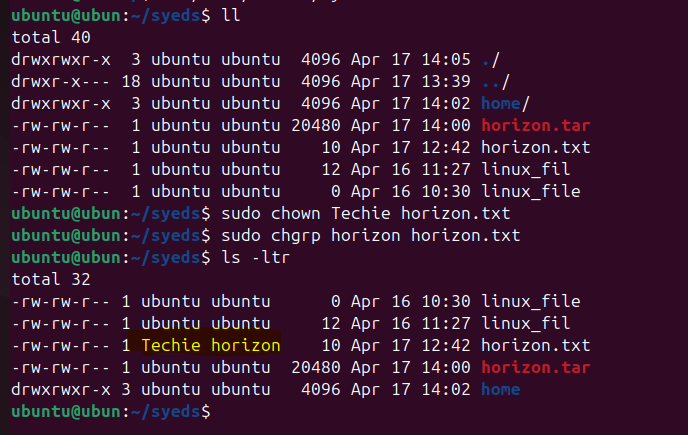 ubuntu@ubun:~/syeds$ ll
total 40
drwxrwxr-x  3 ubuntu ubuntu  4096 Apr 17 14:05 ./
drwxr-x--- 18 ubuntu ubuntu  4096 Apr 17 13:39 ../
drwxrwxr-x  3 ubuntu ubuntu  4096 Apr 17 14:02 home/
-rw-rw-r--  1 ubuntu ubuntu 20480 Apr 17 14:00 horizon.tar
-rw-rw-r--  1 ubuntu ubuntu    10 Apr 17 12:42 horizon.txt
-rw-rw-r--  1 ubuntu ubuntu    12 Apr 16 11:27 linux_fil
-rw-rw-r--  1 ubuntu ubuntu     0 Apr 16 10:30 linux_file
ubuntu@ubun:~/syeds$ sudo chown Techie horizon.txt
ubuntu@ubun:~/syeds$ sudo chgrp horizon horizon.txt
ubuntu@ubun:~/syeds$ ls -ltr
total 32
-rw-rw-r-- 1 ubuntu ubuntu      0 Apr 16 10:30 linux_file
-rw-rw-r-- 1 ubuntu ubuntu     12 Apr 16 11:27 linux_fil
-rw-rw-r-- 1 Techie horizon    10 Apr 17 12:42 horizon.txt
-rw-rw-r-- 1 ubuntu ubuntu  20480 Apr 17 14:00 horizon.tar
drwxrwxr-x 3 ubuntu ubuntu   4096 Apr 17 14:02 home
ubuntu@ubun:~/syeds$